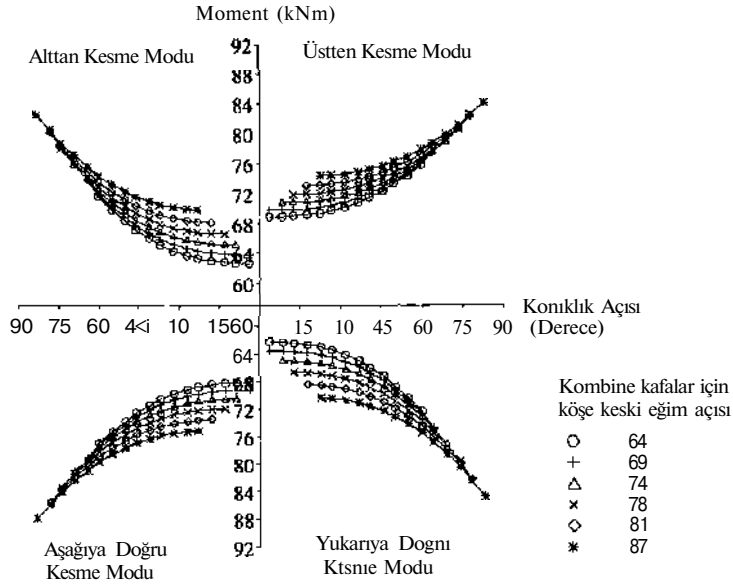 Moment (kNm)
Alttan Kesme Modu
Üstten Kesme Modu
92
88
84
80
76
72
68
64
60
90 75 60 4<i 10 1560 15 10 45 60 75 90
Konıklık Açısı
(Derece)
64
68
72
76
80
84
88
92
Aşağıya Doğru
Kesme Modu
Yukarıya Dognı
Ktsnıe Modu
Kombine kafalar için
köşe keski eğim açısı
64
69
74
78
81
87